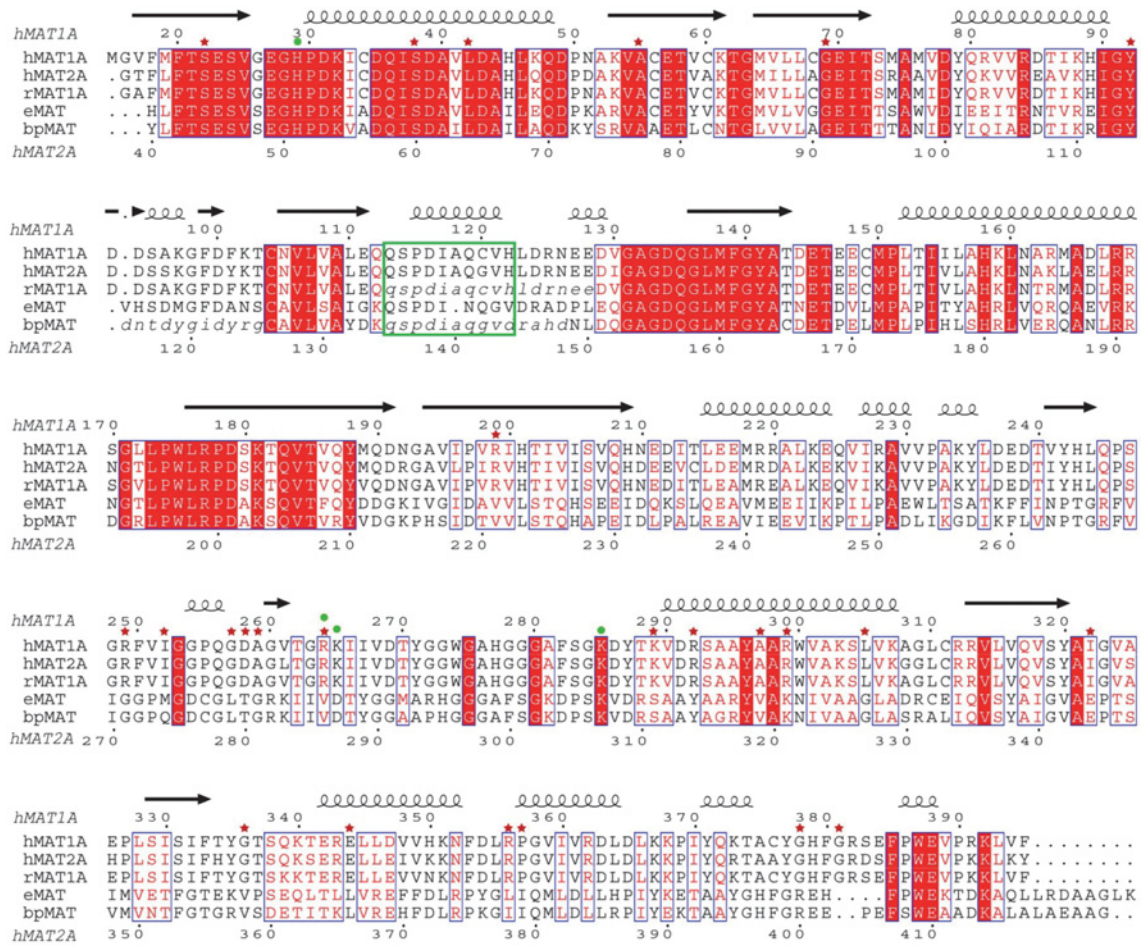 hMAT1A 20 30 40 50 60 70 80 90
hMAT1A MGVFMFTSESVGEGHPDKICDQISDAVLDAHLKQDPNAKVACETVCKTGMVLLCGEITSMAMVDYQRVVRDTIKHIGY
hMAT2A .GTFLFTSESVGEGHPDKICDQISDAVLDAHLQQDPDAKVACETVAKTGMILLAGEITSRAAVDYQKVVREAVKHIGY
rMAT1A .GAFMFTSESVGEGHPDKICDQISDAVLDAHLKQDPNAKVACETVCKTGMVLLCGEITSMAMIDYQRVVRDTIKHIGY
eMAT ...HLFTSESVSEGHPDKIADQISDAVLDAILEQDPKARVACETYVKTGMVLVGGEITTSAWVDIEEITRNTVREIGY
bpMAT ...YLFTSESVSEGHPDKVADQISDAILDAILAQDKYSRVAAETLCNTGLVVLAGEITTTANIDYIQIARDTIKRIGY
hMAT2A 40 50 60 70 80 90 100 110
hMAT1A 100 110 120 130 140 150 160
hMAT1A D.DSAKGFDFKTCNVLVALEQQSPDIAQCVHLDRNEEDVGAGDQGLMFGYATDETEECMPLTIILAHKLNARMADLRR
hMAT2A D.DSSKGFDYKTCNVLVALEQQSPDIAQGVHLDRNEEDIGAGDQGLMFGYATDETEECMPLTIVLAHKLNAKLAELRR
rMAT1A D.DSAKGFDFKTCNVLVALEQqspdiaqcvhldrneeDVGAGDQGLMFGYATDETEECMPLTIVLAHKLNTRMADLRR
eMAT .VHSDMGFDANSCAVLSAIGKQSPDI.NQGVDRADPLEQGAGDQGLMFGYATNETDVLMPAPITYAHRLVQRQAEVRK
bpMAT .dntdygidyrgCAVLVAYDKqspdiaqgvdrahdNLDQGAGDQGLMFGYACDETPELMPLPIHLSHRLVERQANLRR
hMAT2A 120 130 140 150 160 170 180 190
hMAT1A 170 180 190 200 210 220 230 240
hMAT1A SGLLPWLRPDSKTQVTVQYMQDNGAVIPVRIHTIVISVQHNEDITLEEMRRALKEQVIRAVVPAKYLDEDTVYHLQPS
hMAT2A NGTLPWLRPDSKTQVTVQYMQDRGAVLPIRVHTIVISVQHDEEVCLDEMRDALKEKVIKAVVPAKYLDEDTIYHLQPS
rMAT1A SGVLPWLRPDSKTQVTVQYVQDNGAVIPVRVHTIVISVQHNEDITLEAMREALKEQVIKAVVPAKYLDEDTIYHLQPS
eMAT NGTLPWLRPDAKSQVTFQYDDGKIVGIDAVVLSTQHSEEIDQKSLQEAVMEEIIKPILPAEWLTSATKFFINPTGRFV
bpMAT DGRLPWLRPDAKSQVTVRYVDGKPHSIDTVVLSTQHAPEIDLPALREAVIEEVIKPTLPADLIKGDIKFLVNPTGRFV
hMAT2A 200 210 220 230 240 250 260
hMAT1A 250 260 270 280 290 300 310 320
hMAT1A GRFVIGGPQGDAGVTGRKIIVDTYGGWGAHGGGAFSGKDYTKVDRSAAYAARWVAKSLVKAGLCRRVLVQVSYAIGVA
hMAT2A GRFVIGGPQGDAGLTGRKIIVDTYGGWGAHGGGAFSGKDYTKVDRSAAYAARWVAKSLVKGGLCRRVLVQVSYAIGVS
rMAT1A GRFVIGGPQGDAGVTGRKIIVDTYGGWGAHGGGAFSGKDYTKVDRSAAYAARWVAKSLVKAGLCRRVLVQVSYAIGVA
eMAT IGGPMGDCGLTGRKIIVDTYGGMARHGGGAFSGKDPSKVDRSAAYAARYVAKNIVAAGLADRCEIQVSYAIGVAEPTS
bpMAT IGGPQGDCGLTGRKIIVDTYGGAAPHGGGAFSGKDPSKVDRSAAYAGRYVAKNIVAAGLASRALIQVSYAIGVAEPTS
hMAT2A 270 280 290 300 310 320 330 340
hMAT1A 330 340 350 360 370 380 390
hMAT1A EPLSISIFTYGTSQKTERELLDVVHKNFDLRPGVIVRDLDLKKPIYQKTACYGHFGRSEFPWEVPRKLVF........
hMAT2A HPLSISIFHYGTSQKSERELLEIVKKNFDLRPGVIVRDLDLKKPIYQRTAAYGHFGRDSFPWEVPKKLKY........
rMAT1A EPLSISIFTYGTSKKTERELLEVVNKNFDLRPGVIVRDLDLKKPIYQKTACYGHFGRSEFPWEVPKKLVF........
eMAT IMVETFGTEKVPSEQLTLLVREFFDLRPYGLIQMLDLLHPIYKETAAYGHFGREH..FPWEKTDKAQLLRDAAGLK
bpMAT VMVNTFGTGRVSDETITKLVREHFDLRPKGIIQMLDLLRPIYEKTAAYGHFGREE..PEFSWEAADKALALAEAAG.
hMAT2A 350 360 370 380 390 400 410